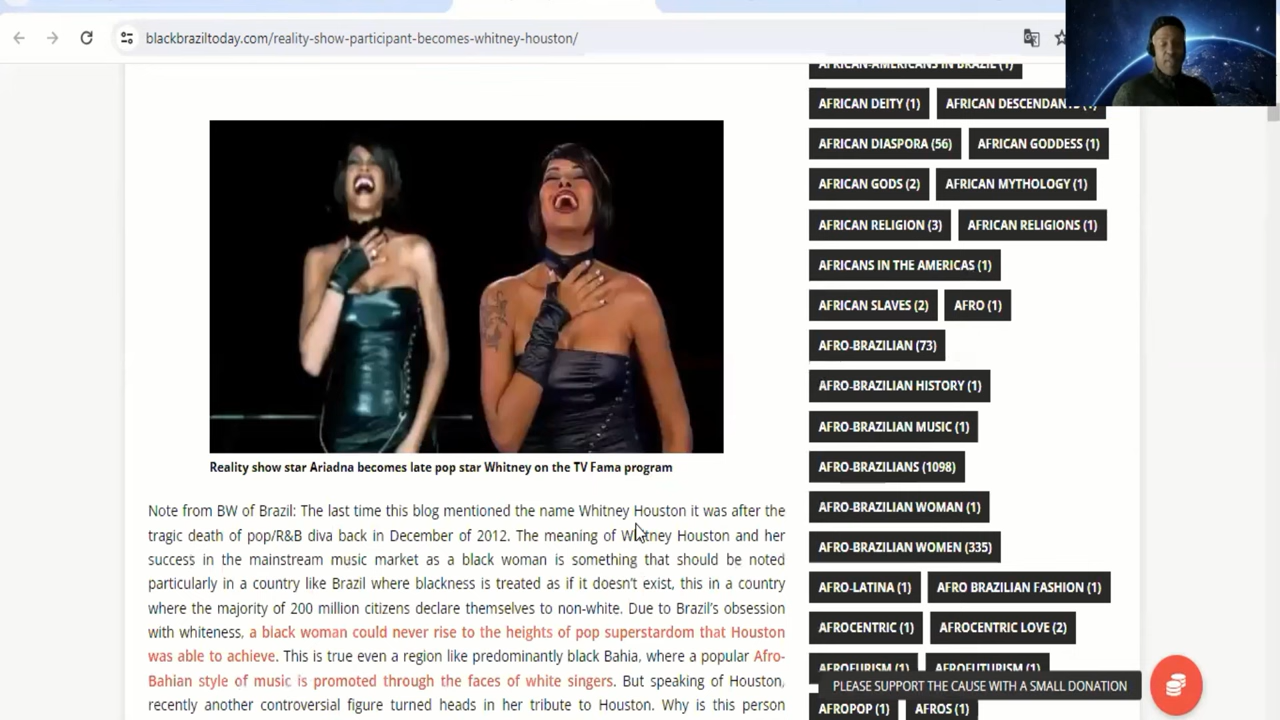 blackbraziltoday.com/reality-show-participant-becomes-whitney-houston/
Reality show star Ariadna becomes late pop star Whitney on the TV Fama program
Note from BW of Brazil: The last time this blog mentioned the name Whitney Houston it was after the
tragic death of pop/R&B diva back in December of 2012. The meaning of Whitney Houston and her
success in the mainstream music market as a black woman is something that should be noted
particularly in a country like Brazil where blackness is treated as if it doesn't exist, this in a country
where the majority of 200 million citizens declare themselves to non-white. Due to Brazil's obsession
with whiteness, a black woman could never rise to the heights of pop superstardom that Houston
was able to achieve. This is true even a region like predominantly black Bahia, where a popular Afro-
Bahian style of music is promoted through the faces of white singers. But speaking of Houston,
recently another controversial figure turned heads in her tribute to Houston. Why is this person
AFRICAN-AMERICANS IN BRAZIL (1)
AFRICAN DEITY (1) AFRICAN DESCENDANTS
AFRICAN DIASPORA (56) AFRICAN GODDESS (1)
AFRICAN GODS (2) AFRICAN MYTHOLOGY (1)
AFRICAN RELIGION (3) AFRICAN RELIGIONS (1)
AFRICANS IN THE AMERICAS (1)
AFRICAN SLAVES (2) AFRO (1)
AFRO-BRAZILIAN (73)
AFRO-BRAZILIAN HISTORY (1)
AFRO-BRAZILIAN MUSIC (1)
AFRO-BRAZILIANS (1098)
AFRO-BRAZILIAN WOMAN (1)
AFRO-BRAZILIAN WOMEN (335)
AFRO-LATINA (1) AFRO BRAZILIAN FASHION (1)
AFROCENTRIC (1) AFROCENTRIC LOVE (2)
AFROFURISM (1) AFROFUTURISM (1)
PLEASE SUPPORT THE CAUSE WITH A SMALL DONATION
AFROPOP (1) AFROS (1)